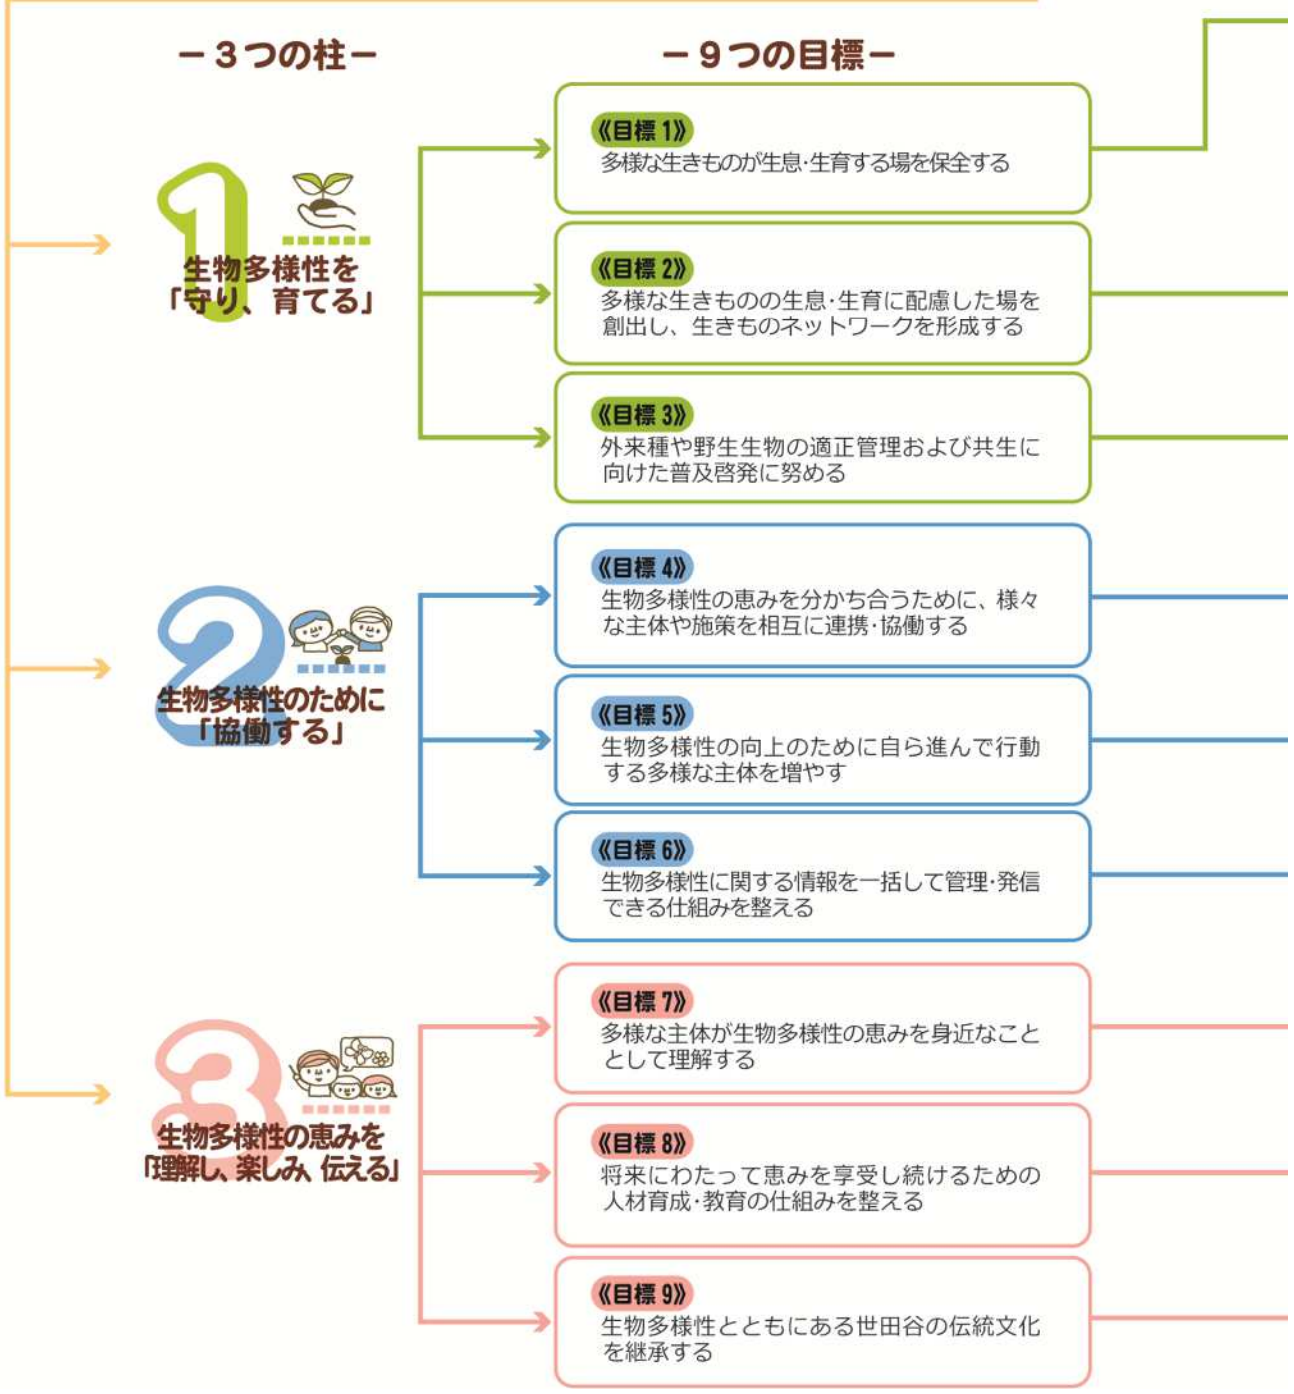 －３つの柱－
－９つの目標－
1
生物多様性を
「守り、育てる」
《目標 1》
多様な生きものが生息･生育する場を保全する
《目標 2》
多様な生きものの生息･生育に配慮した場を
創出し、生きものネットワークを形成する
《目標 3》
外来種や野生生物の適正管理および共生に
向けた普及啓発に努める
2
生物多様性のために
「協働する」
《目標 4》
生物多様性の恵みを分かち合うために、様々
な主体や施策を相互に連携･協働する
《目標 5》
生物多様性の向上のために自ら進んで行動
する多様な主体を増やす
《目標 6》
生物多様性に関する情報を一括して管理･発信
できる仕組みを整える
3
生物多様性の恵みを
「理解し、楽しみ、伝える」
《目標 7》
多様な主体が生物多様性の恵みを身近なこと
として理解する
《目標 8》
将来にわたって恵みを享受し続けるための
人材育成･教育の仕組みを整える
《目標 9》
生物多様性とともにある世田谷の伝統文化
を継承する